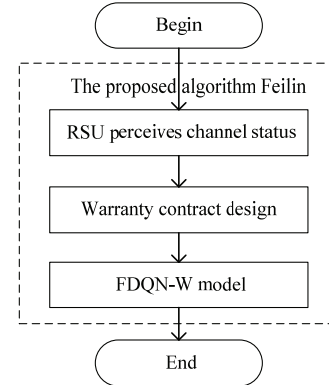 Begin
The proposed algorithm Feilin
RSU perceives channel status
Warranty contract design
FDQN-W model
End